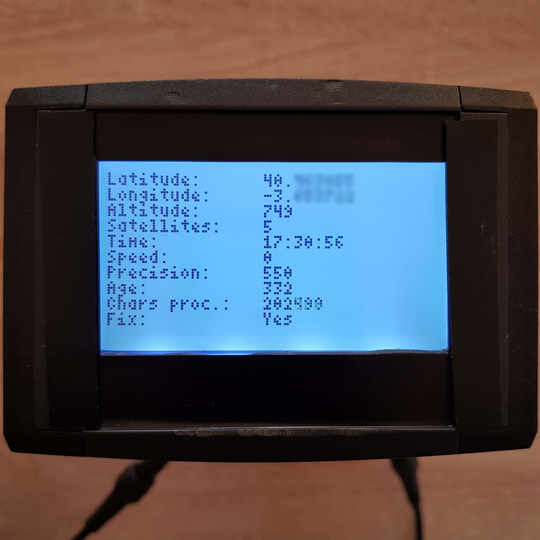 Latitude: 40.
Longitude: -3.
Altitude: 749
Satellites: 5
Time: 17:30:56
Speed: 0
Precision: 550
Age: 332
Chars proc.: 202499
Fix: Yes